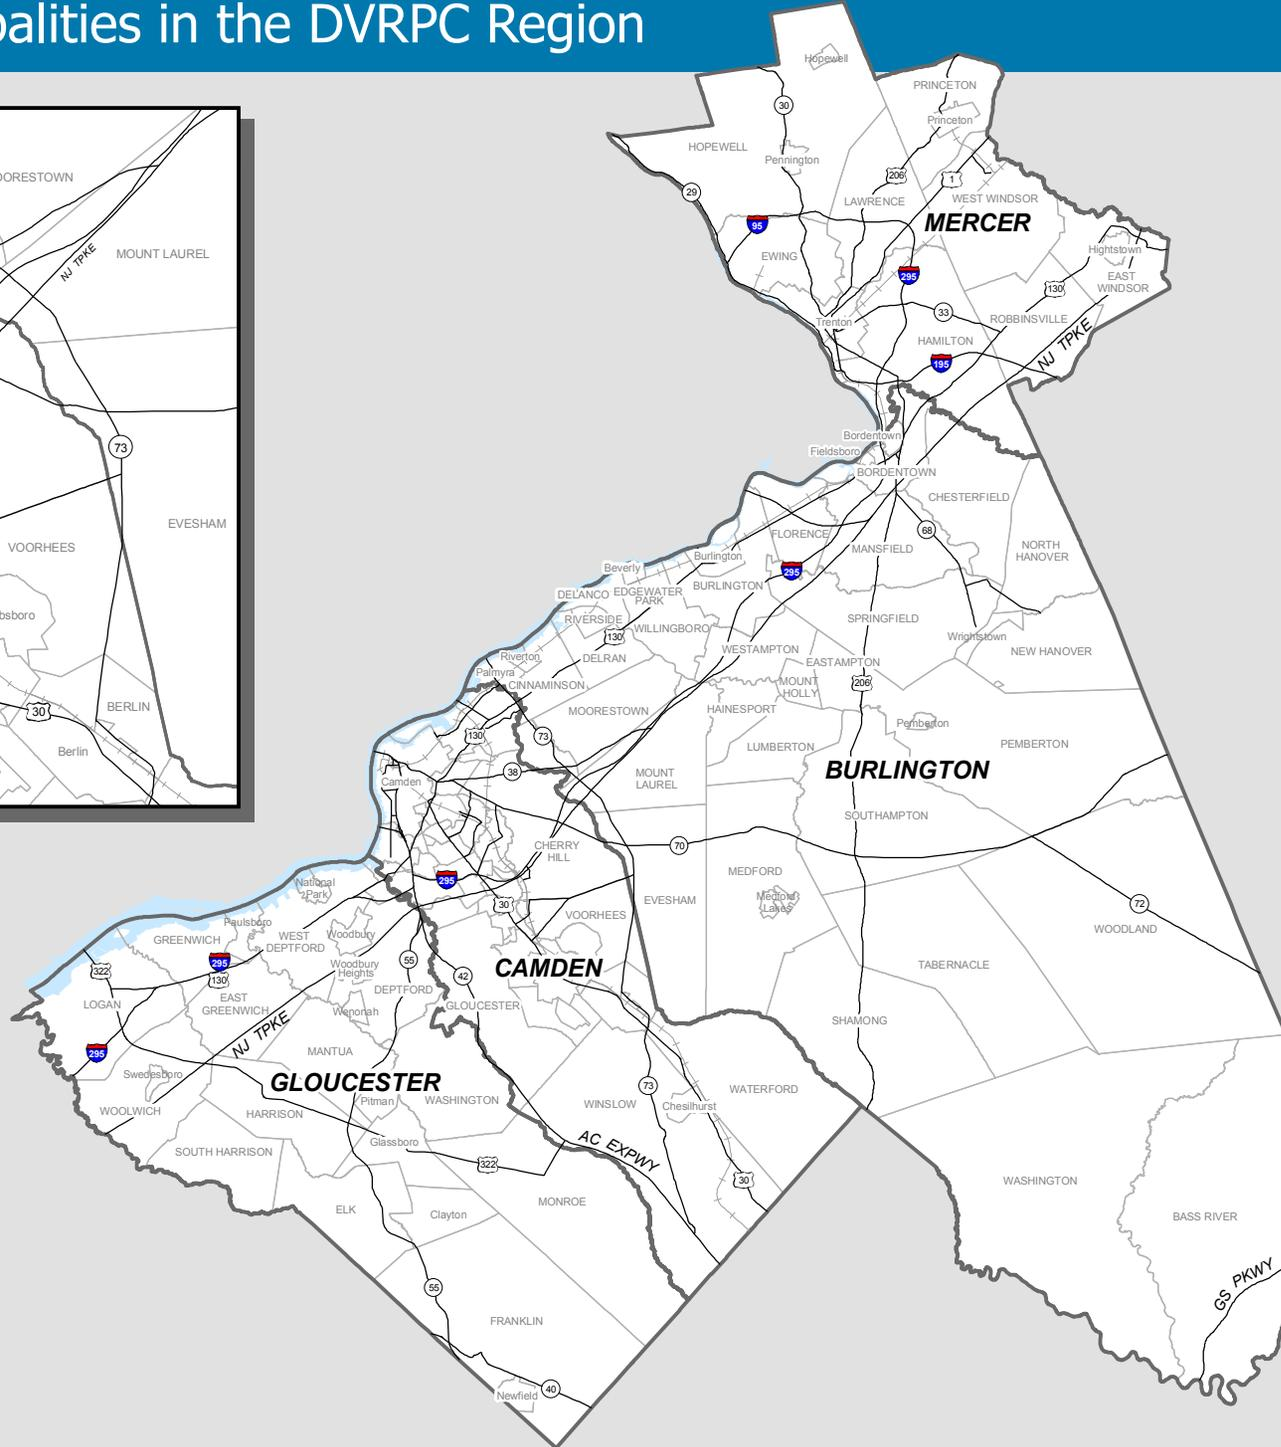 palities in the DVRPC Region
OORESTOWN
MOUNT LAUREL
NJ TPKE
73
EVESHAM
VOORHEES
bsboro
BERLIN
30
Berlin
Hopewell
PRINCETON
30
Princeton
HOPEWELL
Pennington
206
1
29
LAWRENCE
WEST WINDSOR
MERCER
95
EWING
Hightstown
295
EAST
WINDSOR
130
33
Trenton
ROBBINSVILLE
HAMILTON
NJ TPKE
195
Bordentown
Fieldsboro
BORDENTOWN
CHESTERFIELD
68
FLORENCE
MANSFIELD
NORTH
HANOVER
Burlington
Beverly
295
BURLINGTON
DELANCO
EDGEWATER
PARK
RIVERSIDE
WILLINGBORO
SPRINGFIELD
130
Wrightstown
WESTAMPTON
NEW HANOVER
Riverton
DELRAN
EASTAMPTON
Palmyra
CINNAMINSON
MOUNT
HOLLY
206
MOORESTOWN
HAINESPORT
Pemberton
130
73
LUMBERTON
PEMBERTON
38
MOUNT
LAUREL
BURLINGTON
Camden
SOUTHAMPTON
CHERRY
HILL
70
295
MEDFORD
National
Park
Medford
Lakes
EVESHAM
30
72
VOORHEES
WOODLAND
Paulsboro
WEST
DEPTFORD
Woodbury
GREENWICH
295
130
322
Woodbury
Heights
55
CAMDEN
TABERNACLE
42
DEPTFORD
LOGAN
EAST
GREENWICH
GLOUCESTER
Wenonah
SHAMONG
NJ TPKE
295
MANTUA
Swedesboro
GLOUCESTER
73
WATERFORD
Pitman
WASHINGTON
WINSLOW
Chesilhurst
WOOLWICH
HARRISON
Glassboro
AC EXPWY
SOUTH HARRISON
322
30
WASHINGTON
MONROE
ELK
Clayton
BASS RIVER
55
GS PKWY
FRANKLIN
Newfield
40